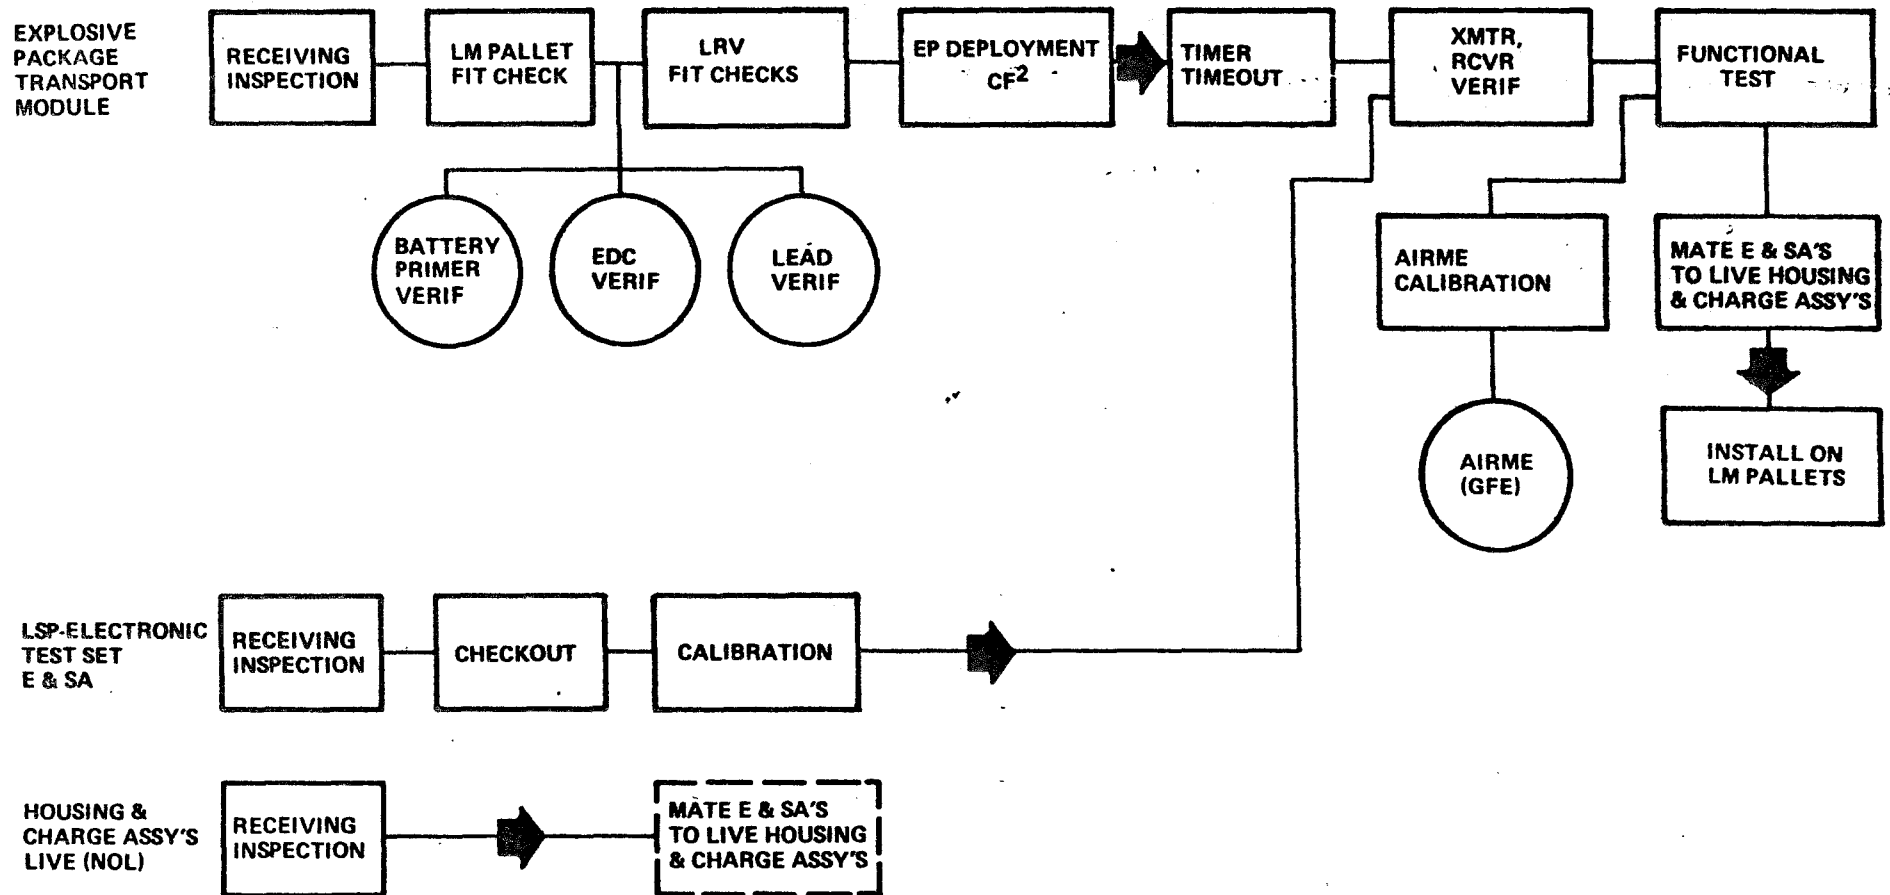 EXPLOSIVE
PACKAGE
TRANSPORT
MODULE
RECEIVING
INSPECTION
LM PALLET
FIT CHECK
LRV
FIT CHECKS
EP DEPLOYMENT
CF²
TIMER
TIMEOUT
XMTR,
RCVR
VERIF
FUNCTIONAL
TEST
BATTERY
PRIMER
VERIF
EDC
VERIF
LEAD
VERIF
AIRME
CALIBRATION
MATE E & SA'S
TO LIVE HOUSING
& CHARGE ASSY'S
AIRME
(GFE)
INSTALL ON
LM PALLETS
LSP-ELECTRONIC
TEST SET
E & SA
RECEIVING
INSPECTION
CHECKOUT
CALIBRATION
HOUSING &
CHARGE ASSY'S
LIVE (NOL)
RECEIVING
INSPECTION
MATE E & SA'S
TO LIVE HOUSING
& CHARGE ASSY'S